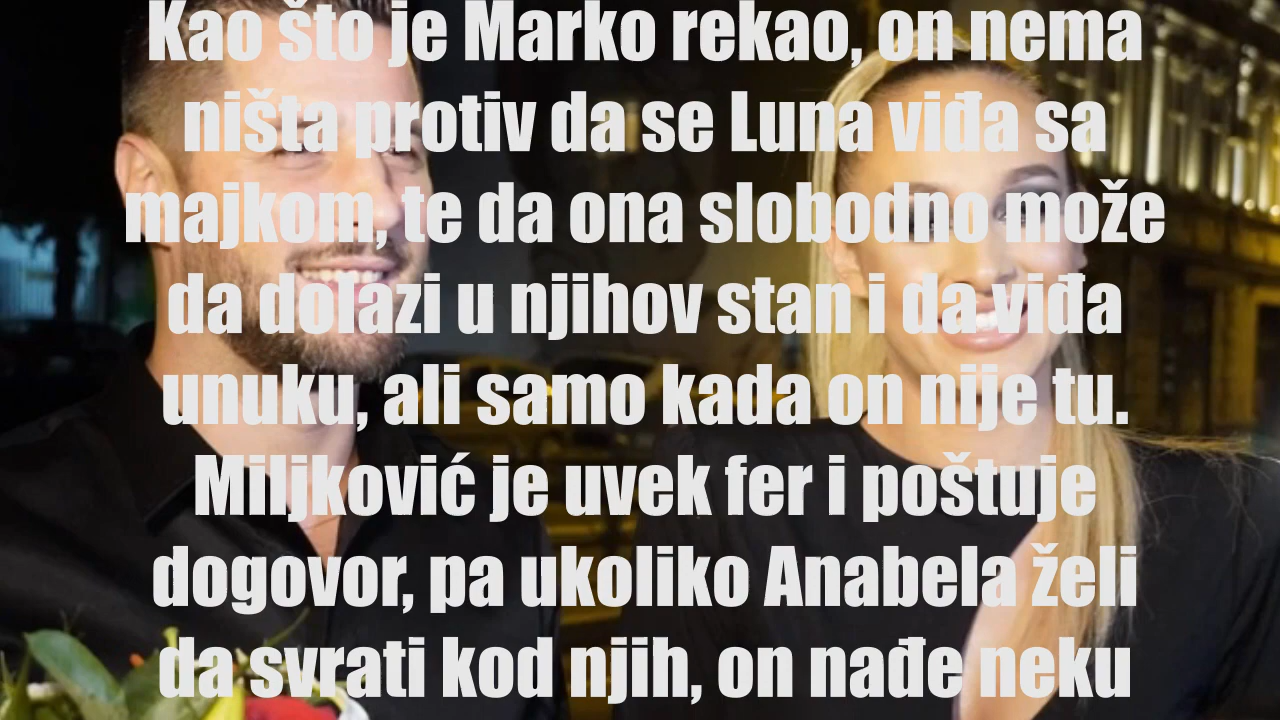 Kao što je Marko rekao, on nema
ništa protiv da se Luna viđa sa
majkom, te da ona slobodno može
da dolazi u njihov stan i da viđa
unuku, ali samo kada on nije tu.
Miljković je uvek fer i poštuje
dogovor, pa ukoliko Anabela želi
da svrati kod njih, on nađe neku